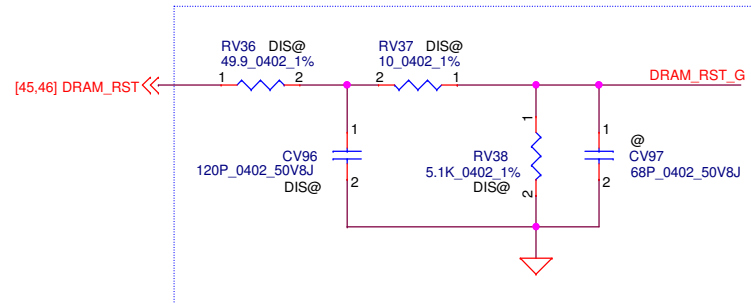 RV36 DIS@
49.9_0402_1%
1 2
RV37 DIS@
10_0402_1%
2 1
[45,46] DRAM_RST
DRAM_RST_G
1
CV96
120P_0402_50V8J
2
DIS@
1
RV38
5.1K_0402_1%
DIS@
2
@
1
CV97
68P_0402_50V8J
2